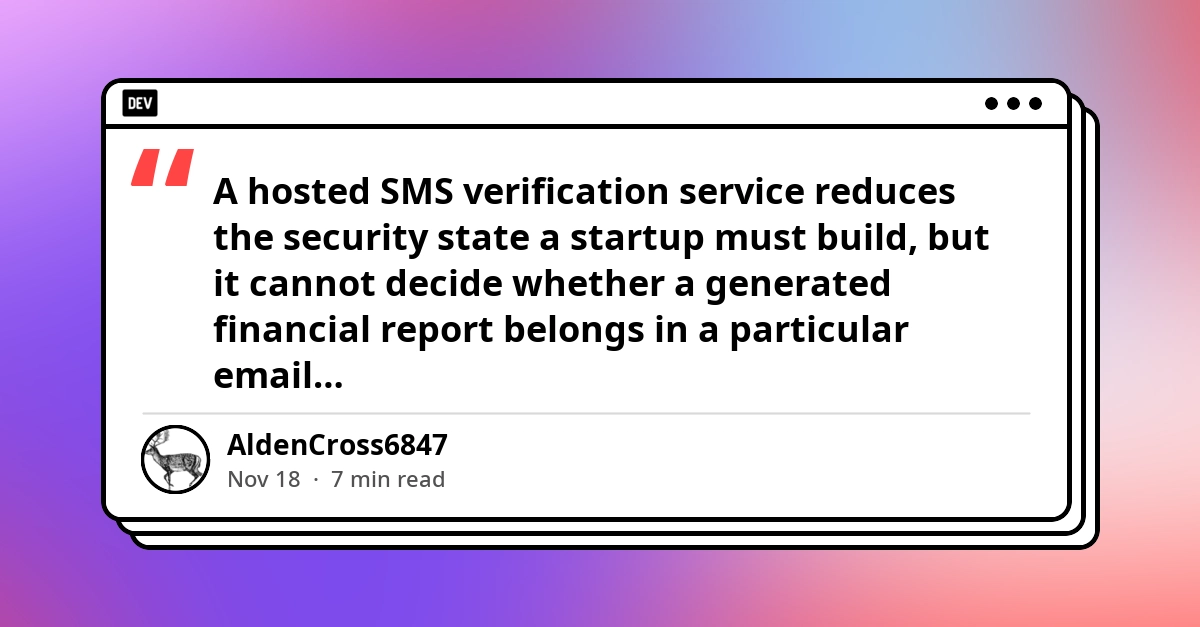 DEV
“
A hosted SMS verification service reduces
the security state a startup must build, but
it cannot decide whether a generated
financial report belongs in a particular
email...
AldenCross6847
Nov 18 · 7 min read